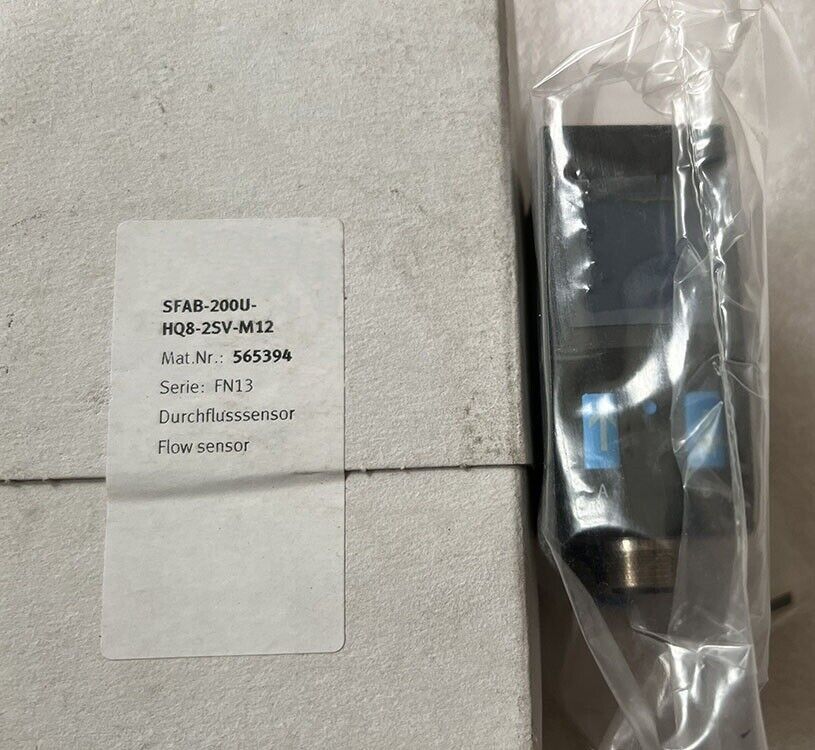 SFAB-200U-
HQ8-2SV-M12
Mat.Nr.: 565394
Serie: FN13
Durchflusssensor
Flow sensor
A